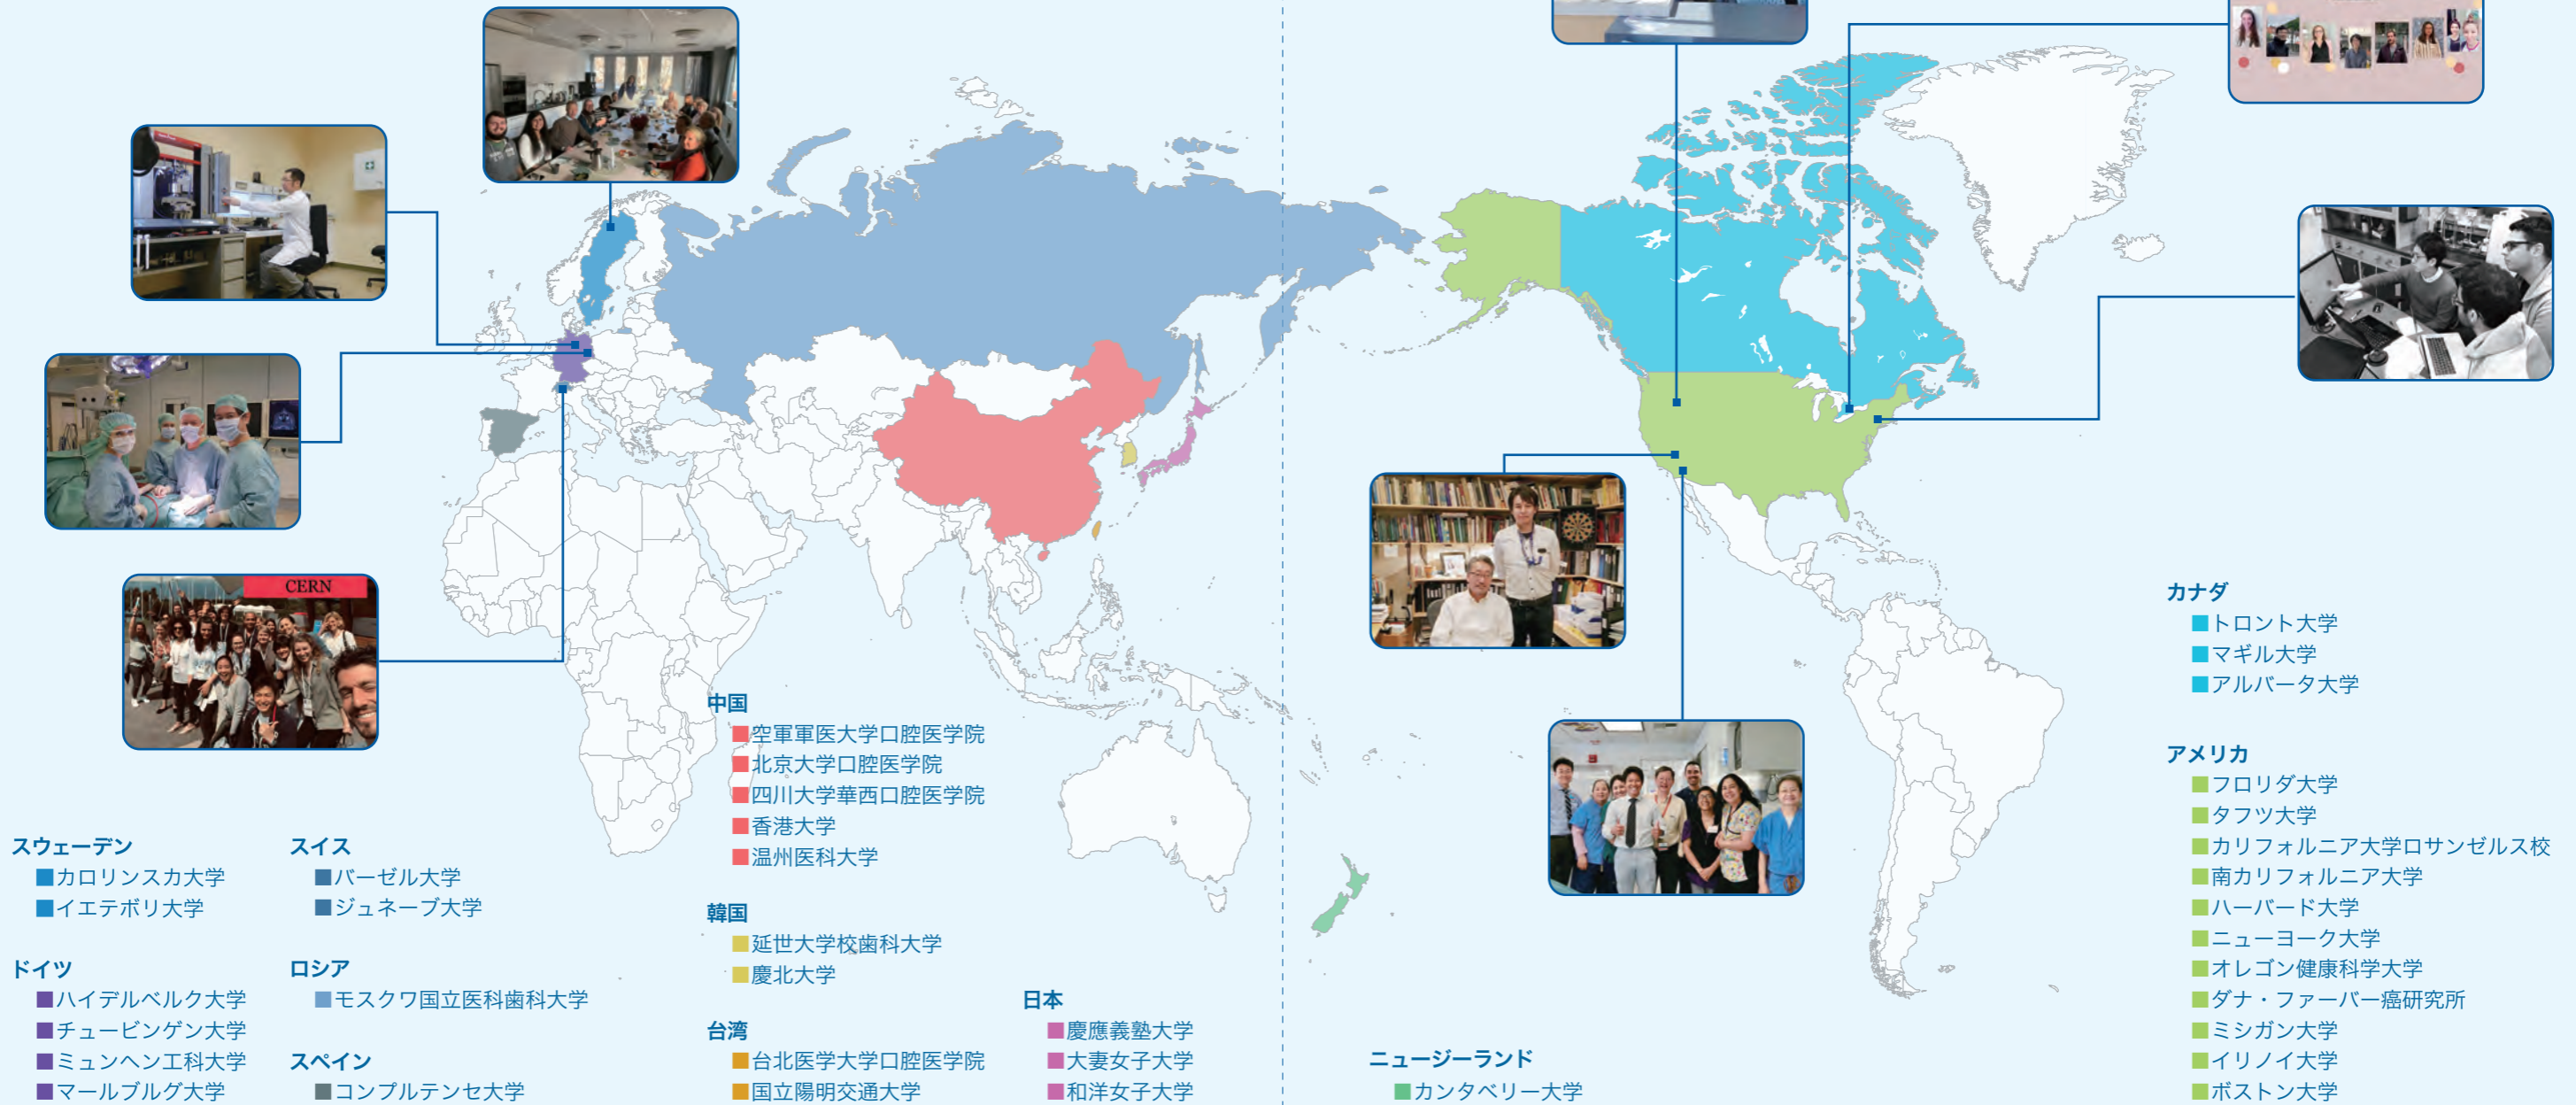 CERN
スウェーデン
■カロリンスカ大学
■イエテボリ大学
ドイツ
■ハイデルベルク大学
■チュービンゲン大学
■ミュンヘン工科大学
■マールブルグ大学
スイス
■バーゼル大学
■ジュネーブ大学
ロシア
■モスクワ国立医科歯科大学
スペイン
■コンプルテンセ大学
中国
■空軍軍医大学口腔医学院
■北京大学口腔医学院
■四川大学華西口腔医学院
■香港大学
■温州医科大学
韓国
■延世大学校歯科大学
■慶北大学
台湾
■台北医学大学口腔医学院
■国立陽明交通大学
日本
■慶應義塾大学
■大妻女子大学
■和洋女子大学
ニュージーランド
■カンタベリー大学
カナダ
■トロント大学
■マギル大学
■アルバータ大学
アメリカ
■フロリダ大学
■タフツ大学
■カリフォルニア大学ロサンゼルス校
■南カリフォルニア大学
■ハーバード大学
■ニューヨーク大学
■オレゴン健康科学大学
■ダナ・ファーバー癌研究所
■ミシガン大学
■イリノイ大学
■ボストン大学